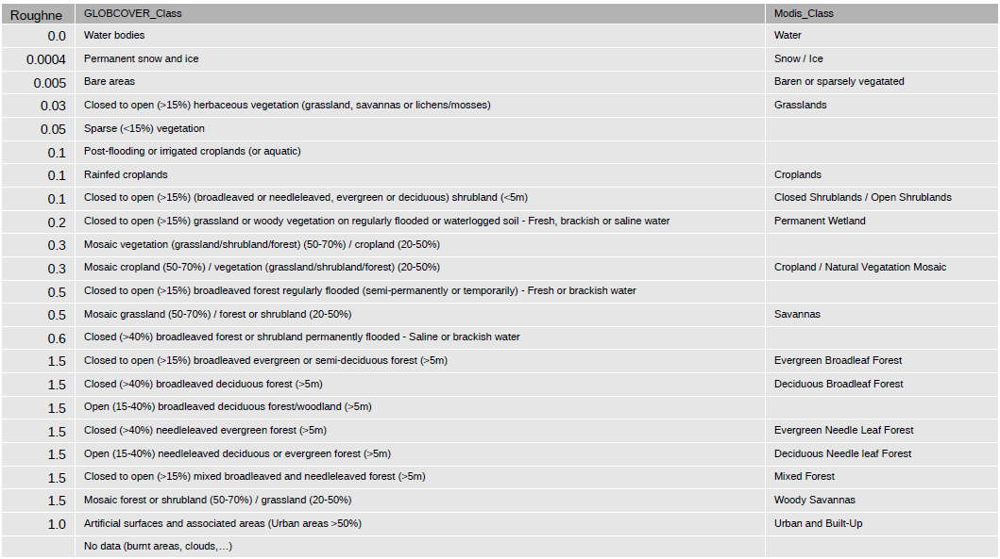 Roughne GLOBCOVER_Class Modis_Class
0.0 Water bodies Water
0.0004 Permanent snow and ice Snow / Ice
0.005 Bare areas Baren or sparsely vegatated
0.03 Closed to open (>15%) herbaceous vegetation (grassland, savannas or lichens/mosses) Grasslands
0.05 Sparse (<15%) vegetation
0.1 Post-flooding or irrigated croplands (or aquatic)
0.1 Rainfed croplands Croplands
0.1 Closed to open (>15%) (broadleaved or needleleaved, evergreen or deciduous) shrubland (<5m) Closed Shrublands / Open Shrublands
0.2 Closed to open (>15%) grassland or woody vegetation on regularly flooded or waterlogged soil - Fresh, brackish or saline water Permanent Wetland
0.3 Mosaic vegetation (grassland/shrubland/forest) (50-70%) / cropland (20-50%)
0.3 Mosaic cropland (50-70%) / vegetation (grassland/shrubland/forest) (20-50%) Cropland / Natural Vegatation Mosaic
0.5 Closed to open (>15%) broadleaved forest regularly flooded (semi-permanently or temporarily) - Fresh or brackish water
0.5 Mosaic grassland (50-70%) / forest or shrubland (20-50%) Savannas
0.6 Closed (>40%) broadleaved forest or shrubland permanently flooded - Saline or brackish water
1.5 Closed to open (>15%) broadleaved evergreen or semi-deciduous forest (>5m) Evergreen Broadleaf Forest
1.5 Closed (>40%) broadleaved deciduous forest (>5m) Deciduous Broadleaf Forest
1.5 Open (15-40%) broadleaved deciduous forest/woodland (>5m)
1.5 Closed (>40%) needleleaved evergreen forest (>5m) Evergreen Needle Leaf Forest
1.5 Open (15-40%) needleleaved deciduous or evergreen forest (>5m) Deciduous Needle leaf Forest
1.5 Closed to open (>15%) mixed broadleaved and needleleaved forest (>5m) Mixed Forest
1.5 Mosaic forest or shrubland (50-70%) / grassland (20-50%) Woody Savannas
1.0 Artificial surfaces and associated areas (Urban areas >50%) Urban and Built-Up
No data (burnt areas, clouds,…)